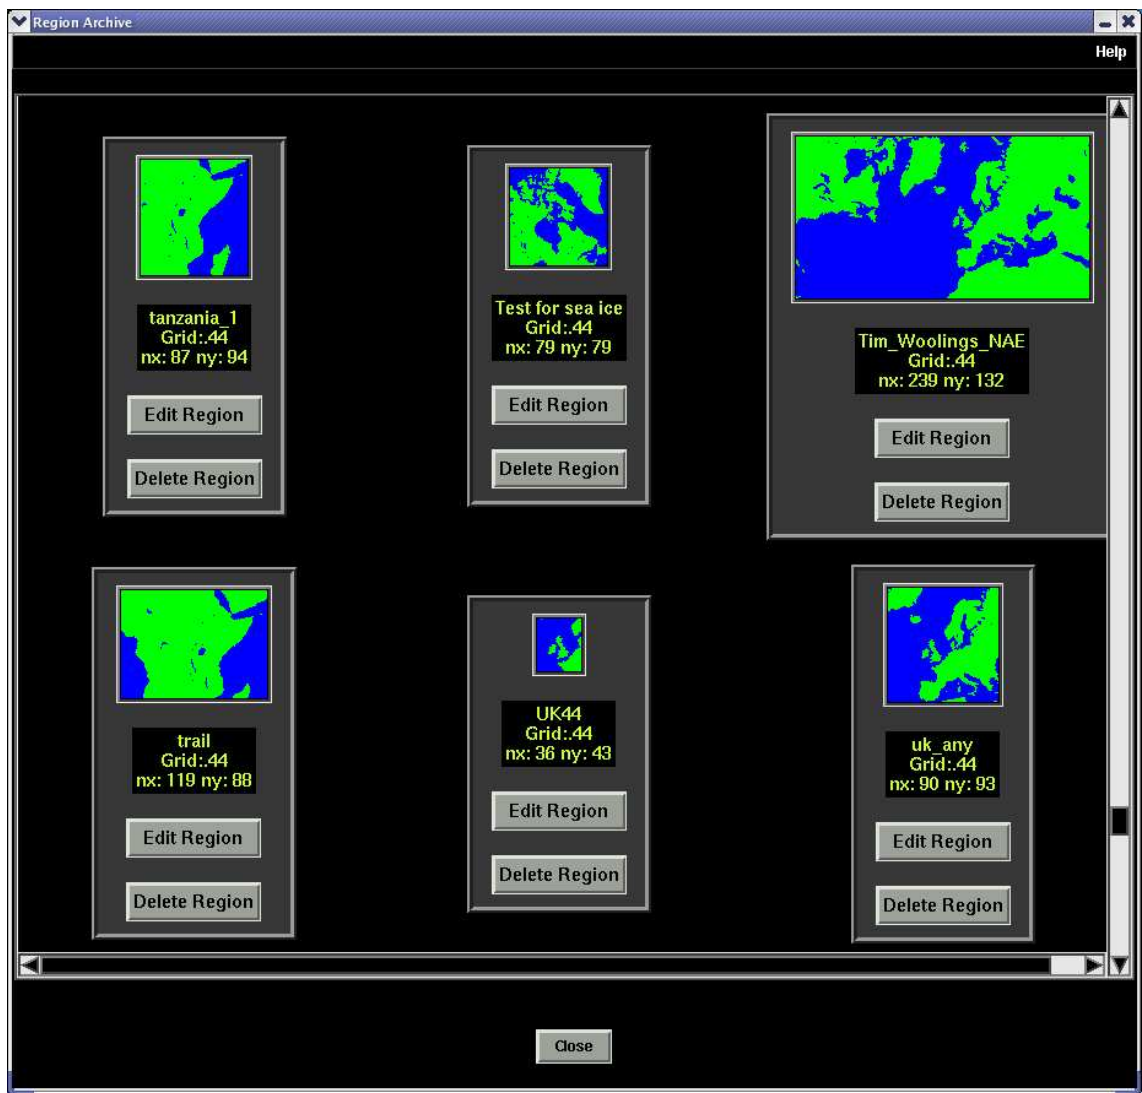 Region Archive
Help
tanzania_1
Grid:.44
nx: 87 ny: 94
Edit Region
Delete Region
Test for sea ice
Grid:.44
nx: 79 ny: 79
Edit Region
Delete Region
Tim_Woolings_NAE
Grid:.44
nx: 239 ny: 132
Edit Region
Delete Region
trail
Grid:.44
nx: 119 ny: 88
Edit Region
Delete Region
UK44
Grid:.44
nx: 36 ny: 43
Edit Region
Delete Region
uk_any
Grid:.44
nx: 90 ny: 93
Edit Region
Delete Region
Close